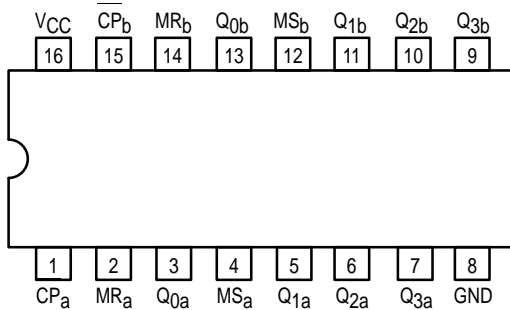 VCC CPb MRb Q0b MSb Q1b Q2b Q3b
16 15 14 13 12 11 10 9
1 2 3 4 5 6 7 8
CPa MRa Q0a MSa Q1a Q2a Q3a GND